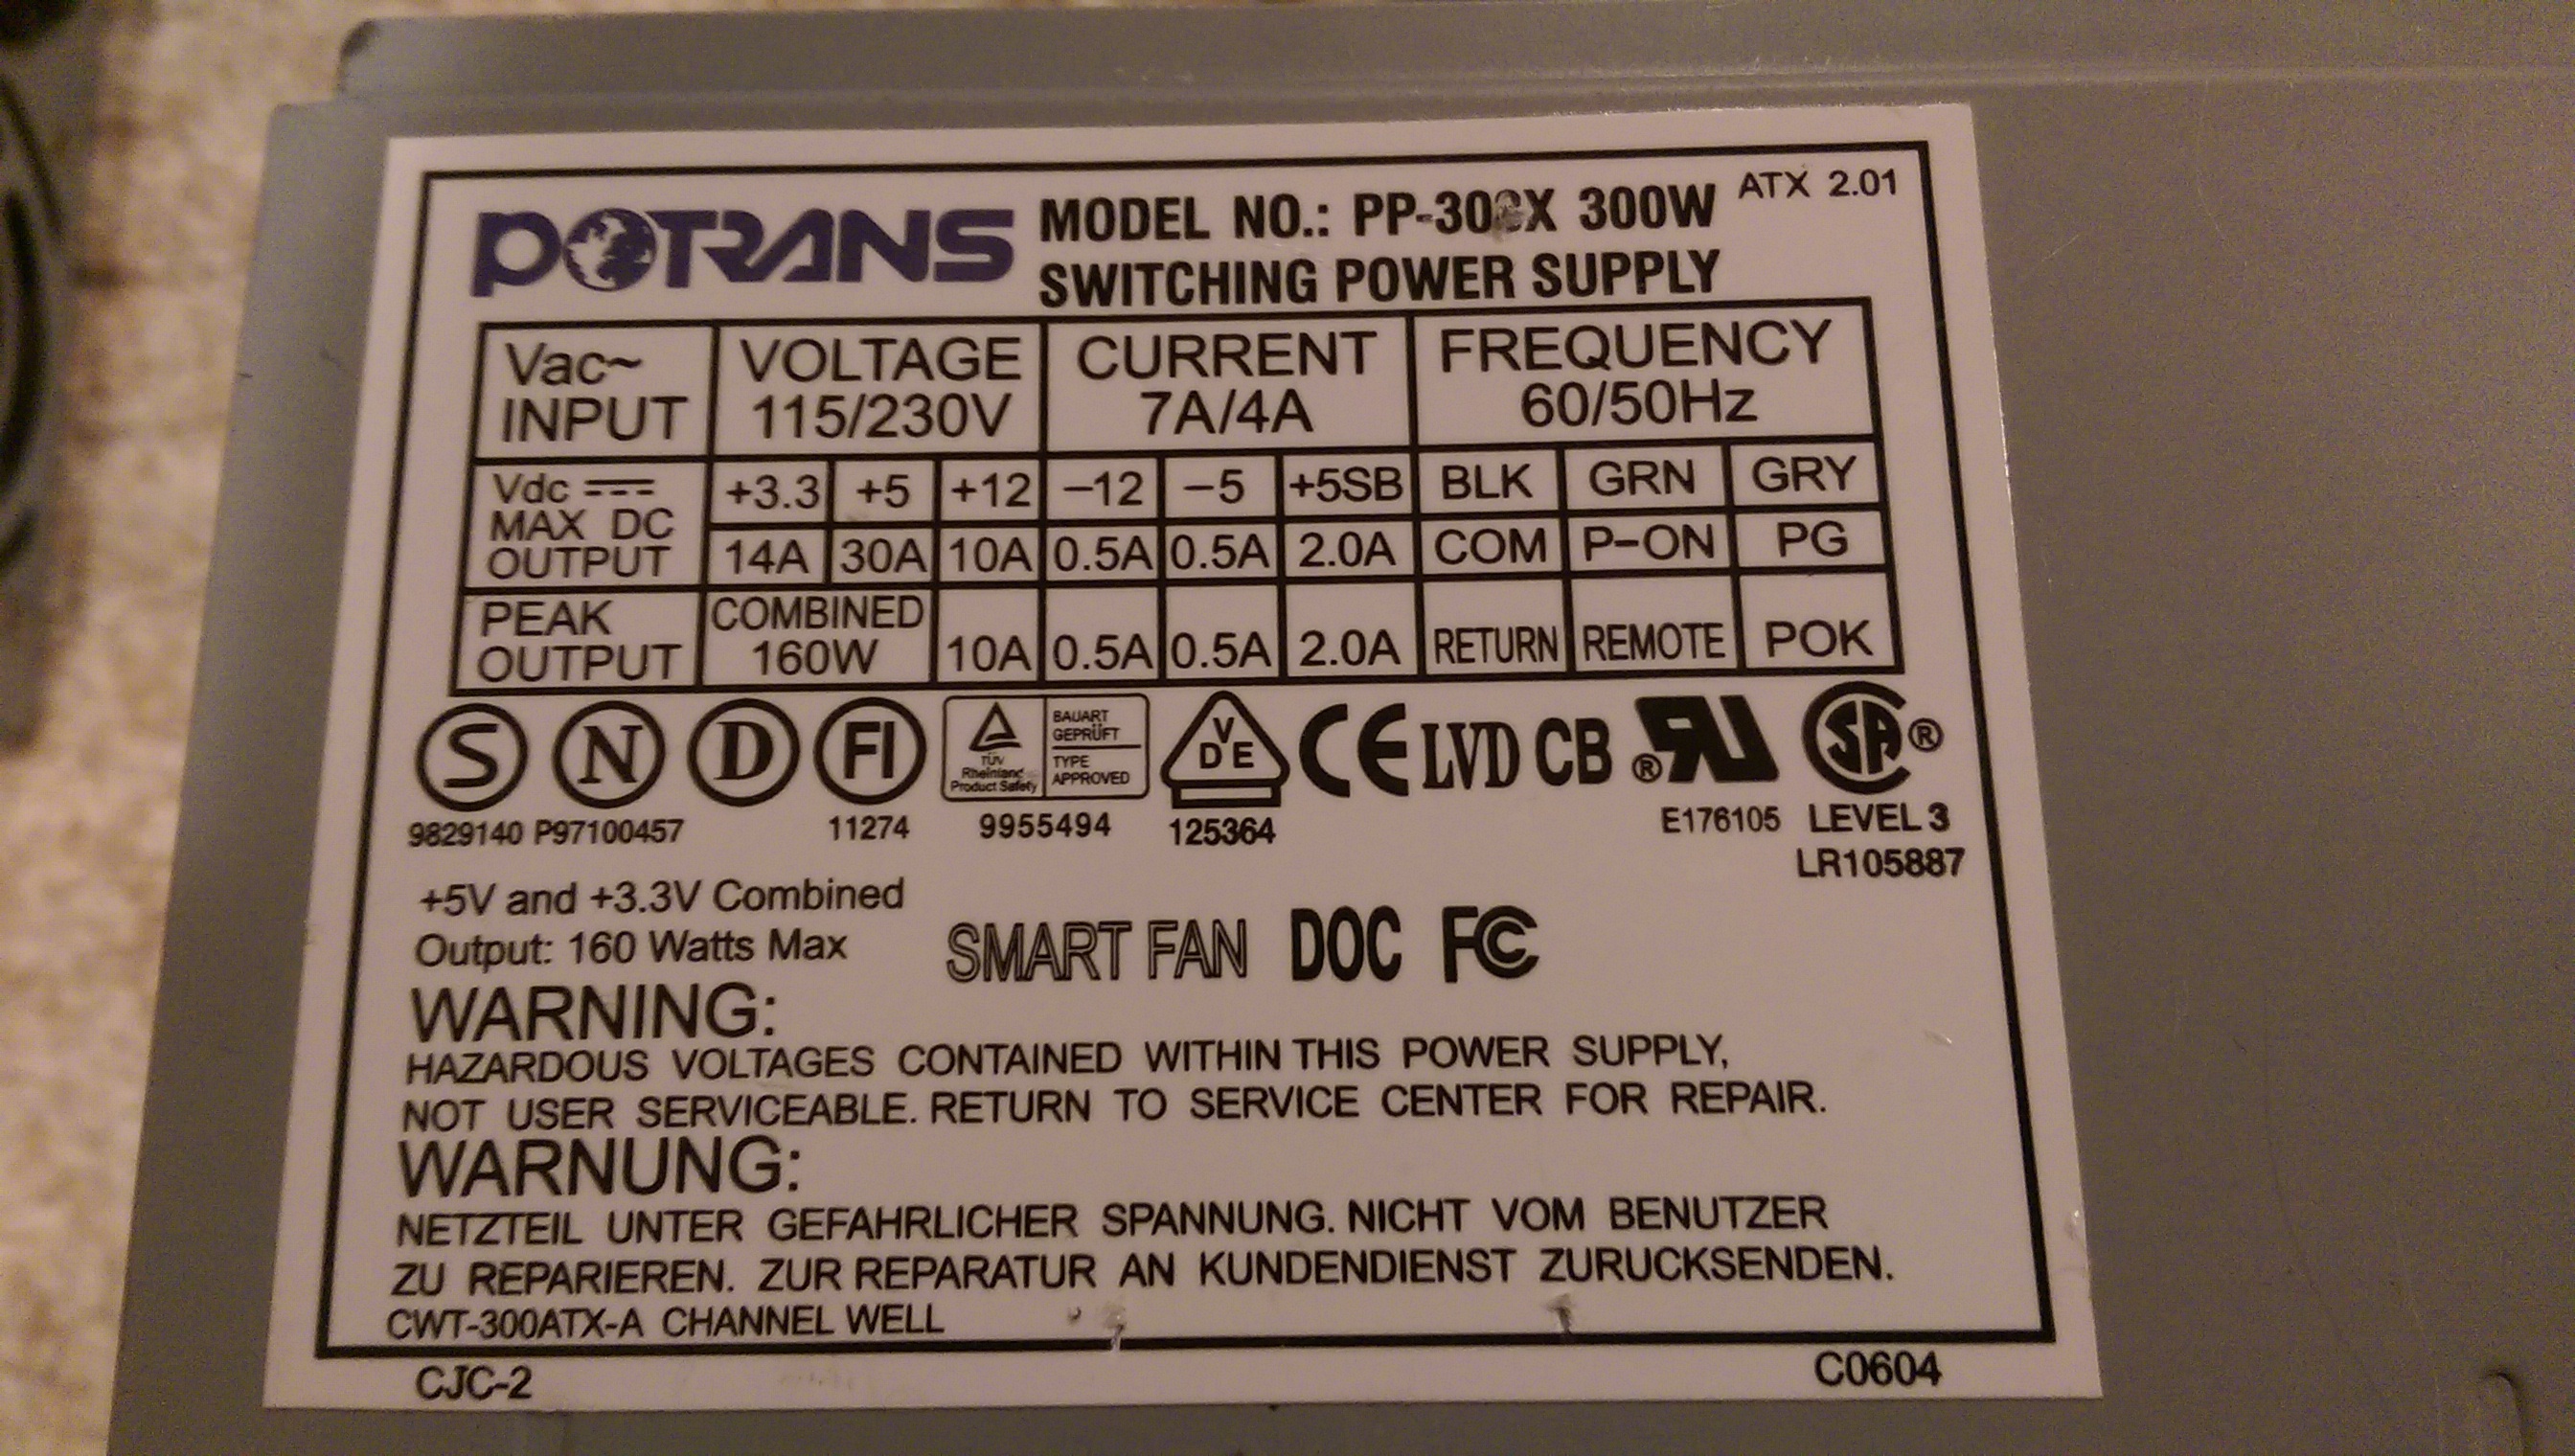 POTRANS MODEL NO.: 300W ATX 2.01
SWITCHING POWER SUPPLY
Vac~ INPUT VOLTAGE 115/230V CURRENT 7A/4A FREQUENCY 60/50Hz
Vdc MAX DC OUTPUT +3.3 +5 +12 –12 –5 +5SB BLK GRN GRY
14A 30A 10A 0.5A 0.5A 2.0A COM P–ON PG
PEAK OUTPUT COMBINED 160W 10A 0.5A 0.5A 2.0A RETURN REMOTE POK
S N D FI TÜV Rheinland Product Safety BAUART GEPRÜFT TYPE APPROVED VDE CE LVD CB ® RU SA ®
9829140 P97100457 11274 9955494 125364 E176105 LEVEL 3
LR105887
+5V and +3.3V Combined
Output: 160 Watts Max SMART FAN DOC FC
WARNING:
HAZARDOUS VOLTAGES CONTAINED WITHIN THIS POWER SUPPLY,
NOT USER SERVICEABLE. RETURN TO SERVICE CENTER FOR REPAIR.
WARNUNG:
NETZTEIL UNTER GEFAHRLICHER SPANNUNG. NICHT VOM BENUTZER
ZU REPARIEREN. ZUR REPARATUR AN KUNDENDIENST ZURUCKSENDEN.
CWT-300ATX-A CHANNEL WELL
CJC-2 C0604